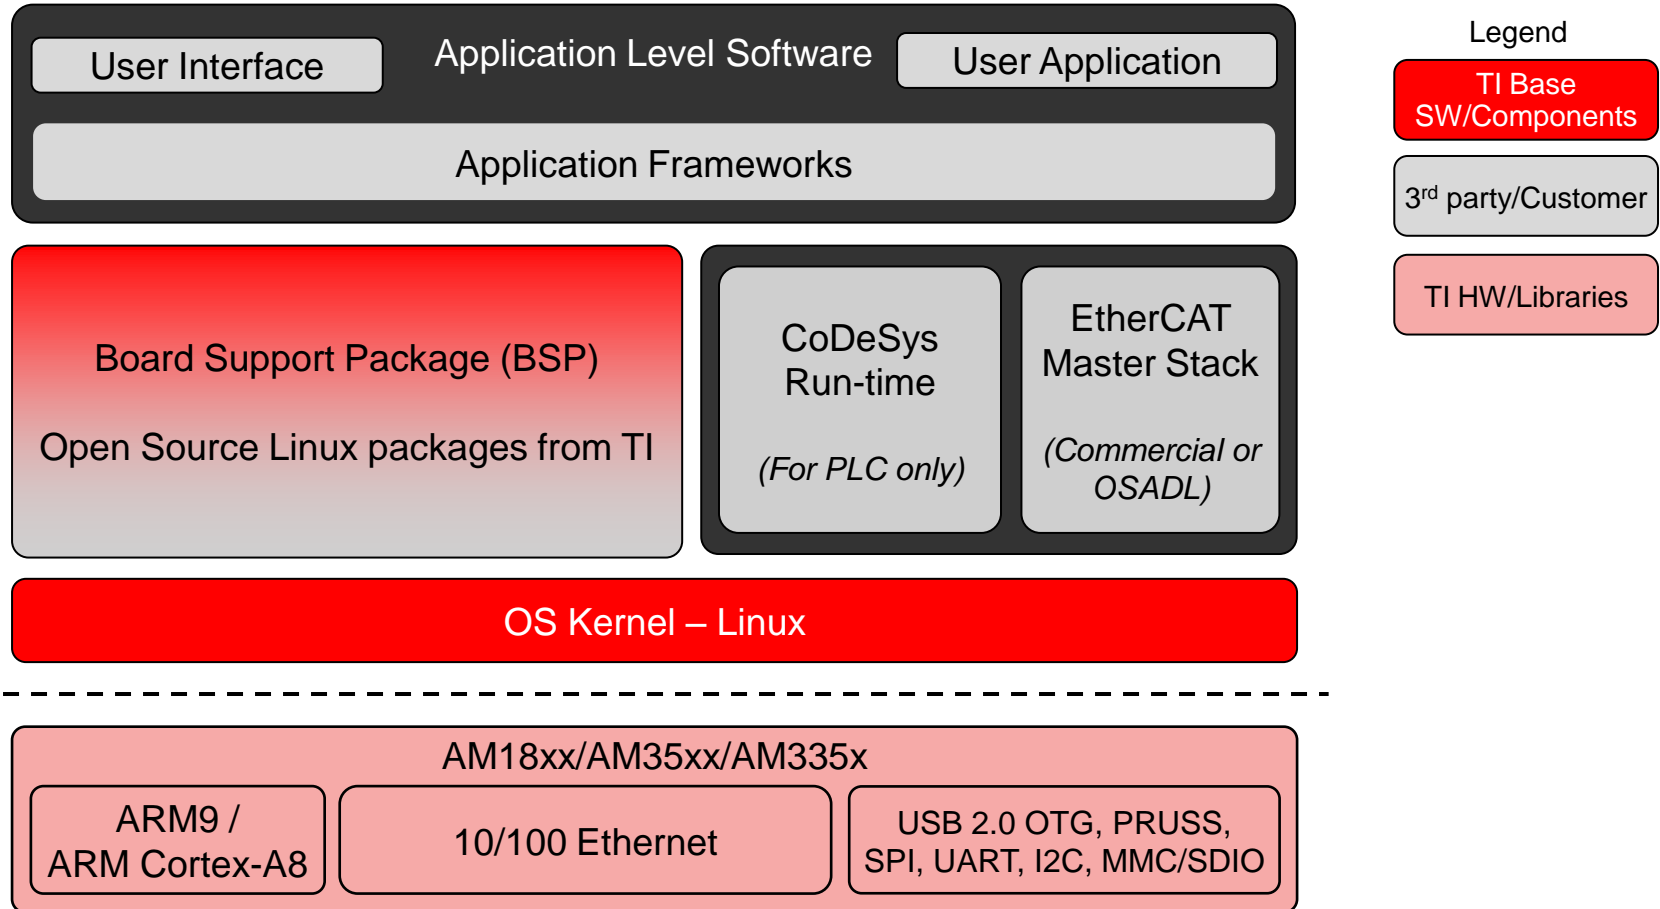 Application Level Software
User Interface
User Application
Application Frameworks
Board Support Package (BSP)
Open Source Linux packages from TI
CoDeSys
Run-time
(For PLC only)
EtherCAT
Master Stack
(Commercial or
OSADL)
OS Kernel – Linux
AM18xx/AM35xx/AM335x
ARM9 /
ARM Cortex-A8
10/100 Ethernet
USB 2.0 OTG, PRUSS,
SPI, UART, I2C, MMC/SDIO
Legend
TI Base
SW/Components
3rd party/Customer
TI HW/Libraries